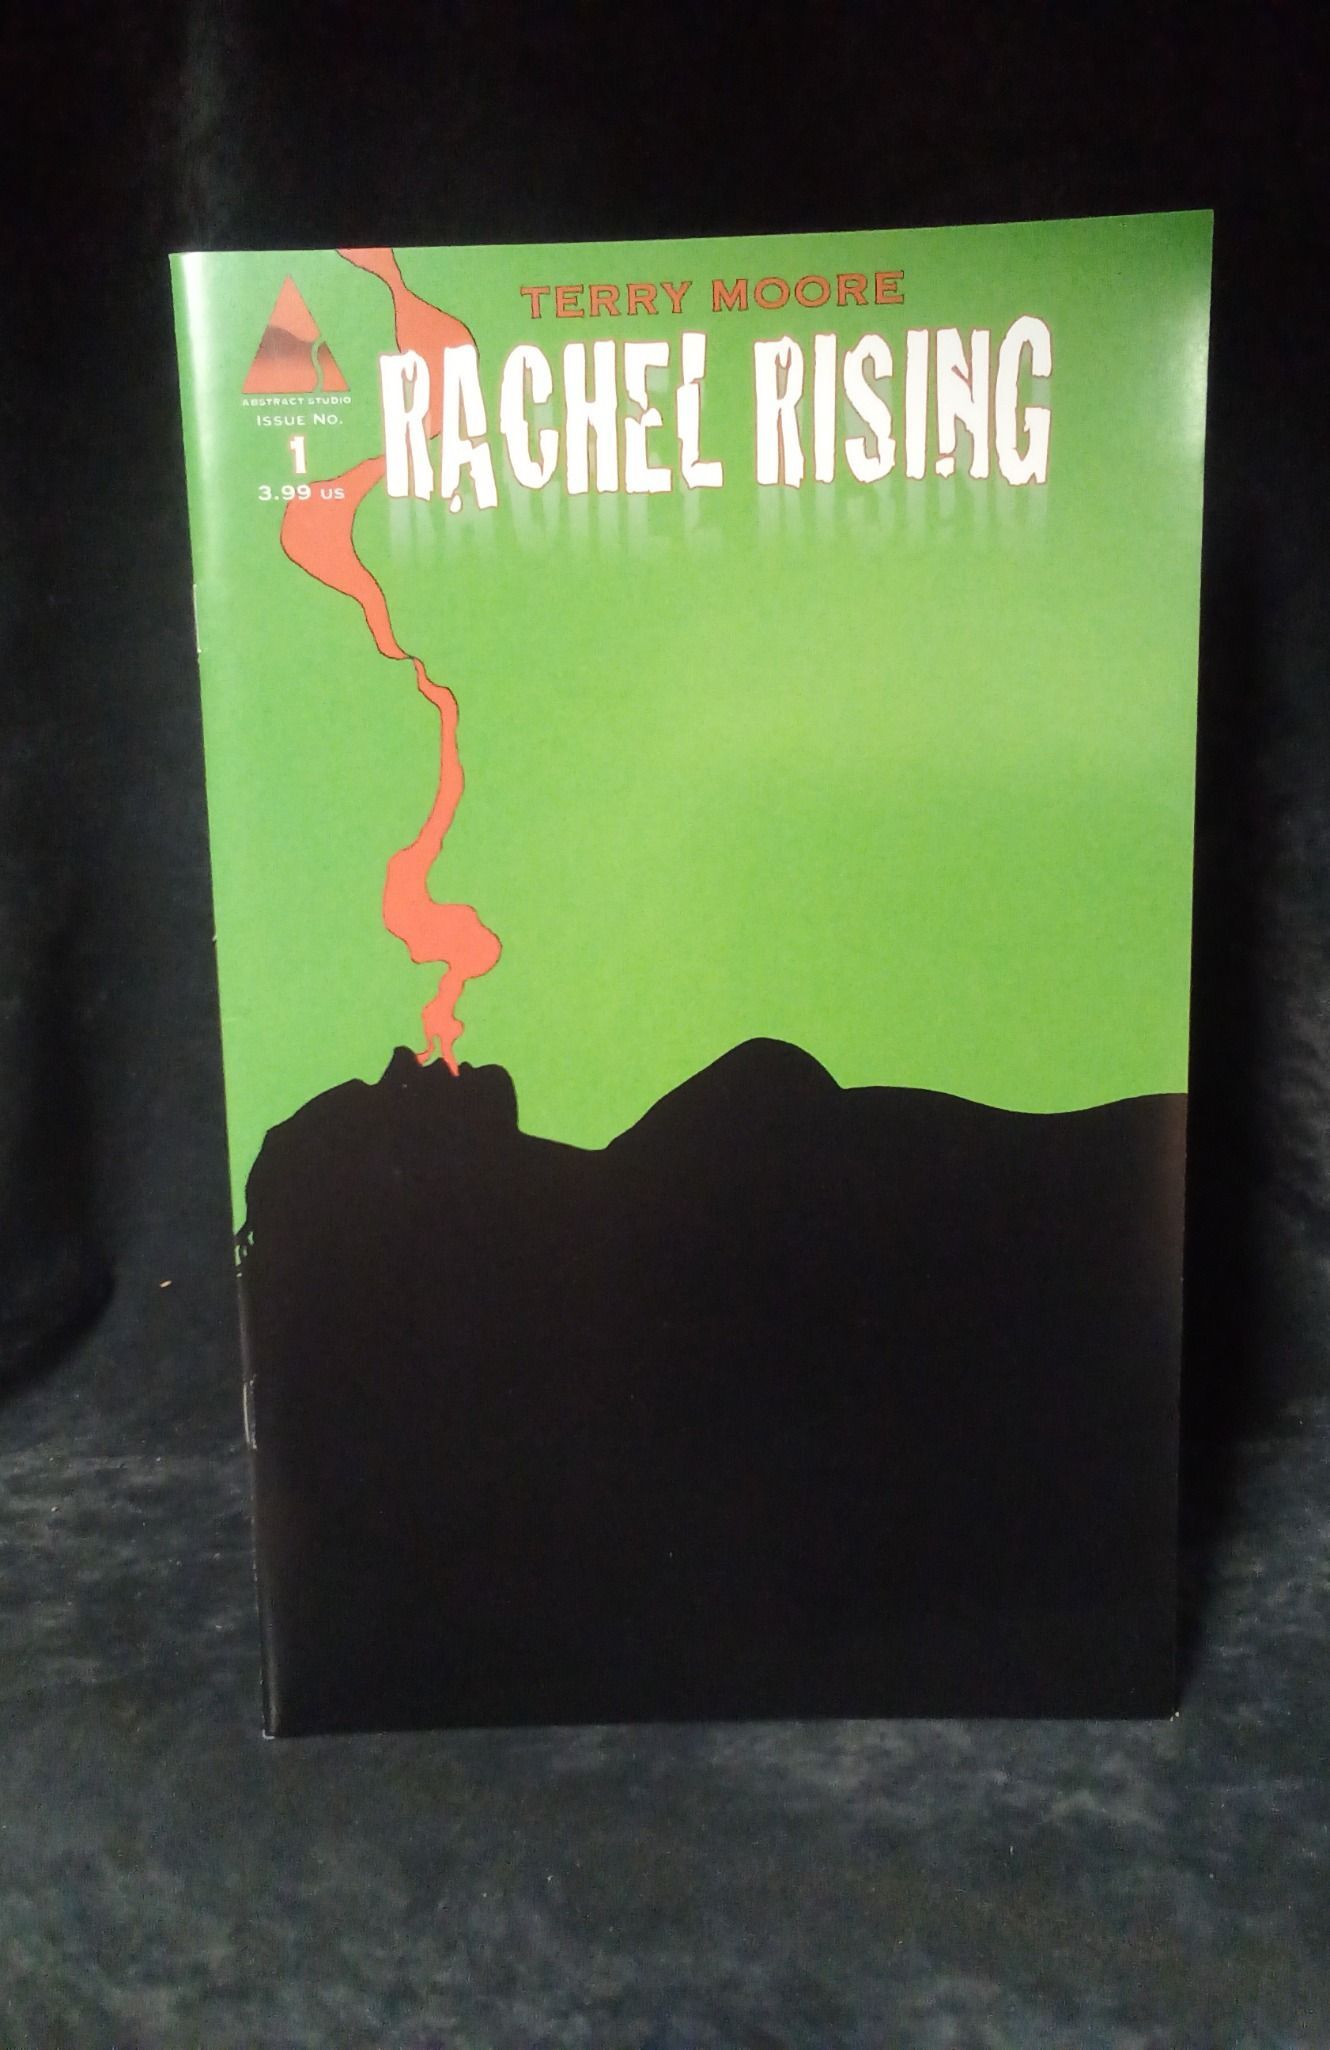 TERRY MOORE
RACHEL RISING
ABSTRACT STUDIO
ISSUE NO.
1
3.99 US